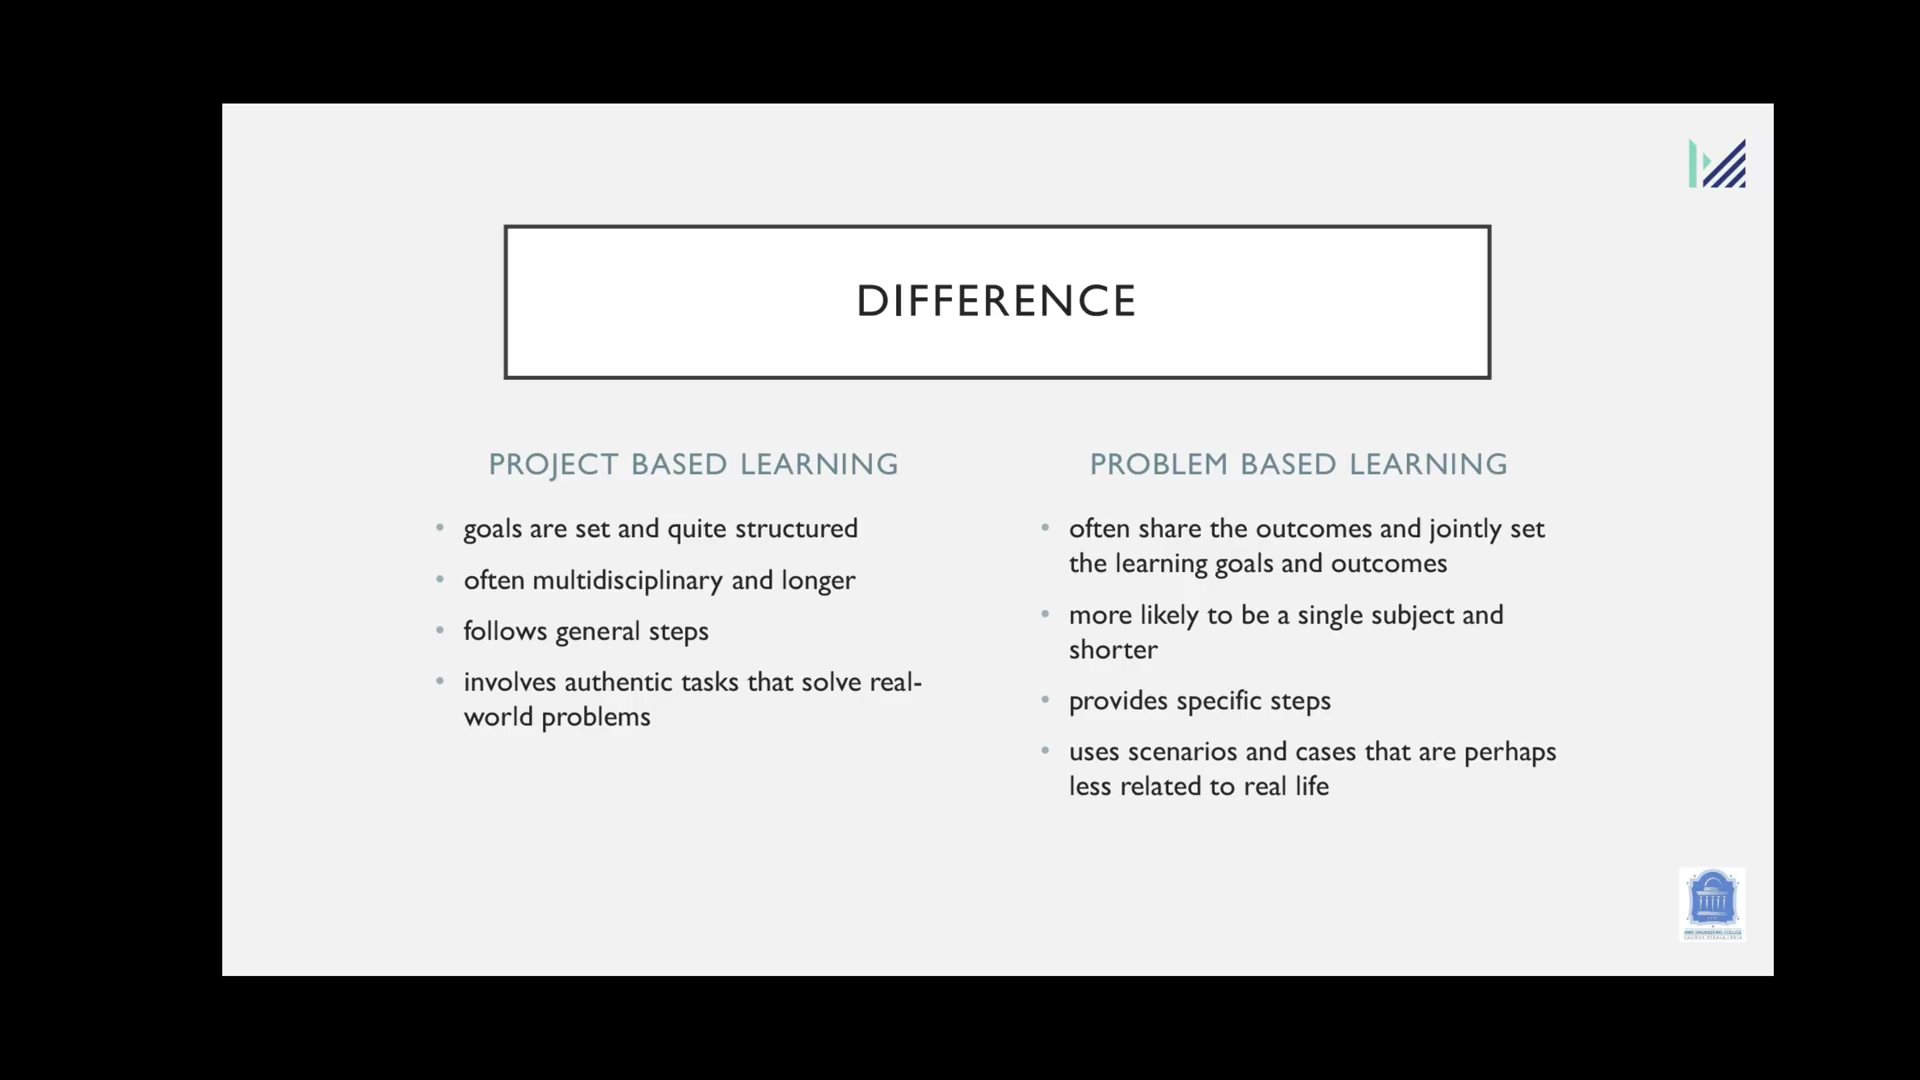 DIFFERENCE
PROJECT BASED LEARNING
• goals are set and quite structured
• often multidisciplinary and longer
• follows general steps
• involves authentic tasks that solve real-
world problems
PROBLEM BASED LEARNING
• often share the outcomes and jointly set
the learning goals and outcomes
• more likely to be a single subject and
shorter
• provides specific steps
• uses scenarios and cases that are perhaps
less related to real life
ENGINEERING COLLEGE